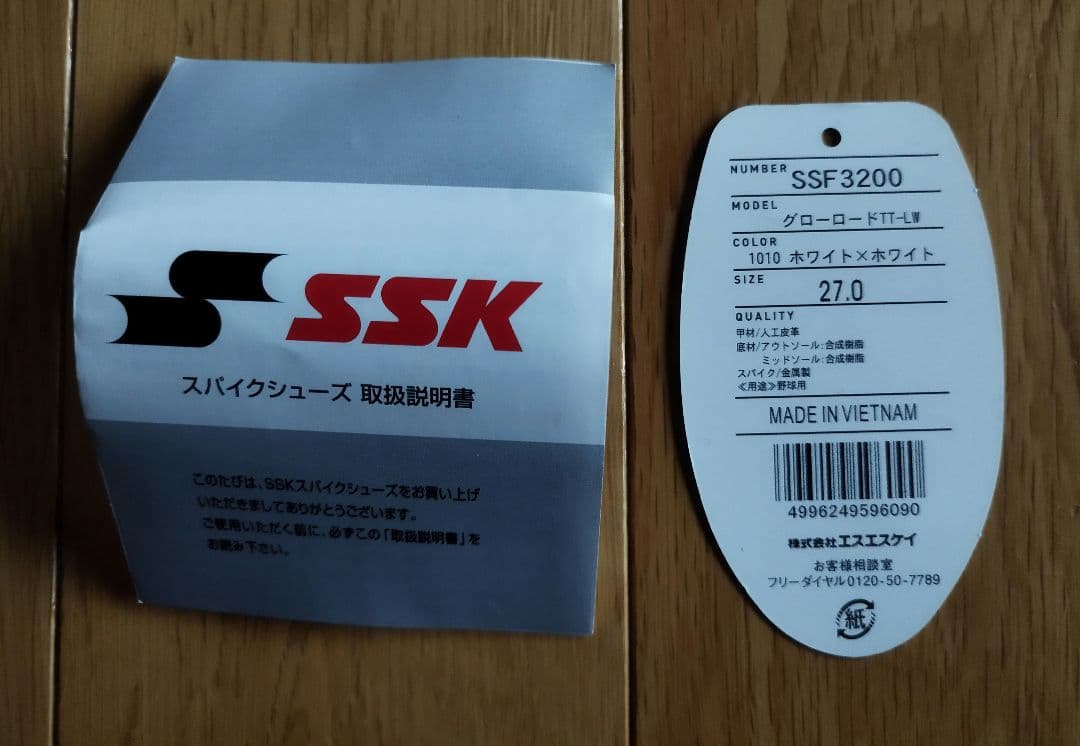 SSK
スパイクシューズ 取扱説明書
このたびは、SSKスパイクシューズをお買い上げ
いただきましてありがとうございます。
ご使用いただく前に、必ずこの「取扱説明書」を
お読み下さい。
NUMBER SSF3200
MODEL
グローロードTT-LW
COLOR
1010 ホワイト×ホワイト
SIZE
27.0
QUALITY
甲材/人工皮革
底材/アウトソール:合成樹脂
ミッドソール:合成樹脂
スパイク/金属製
≪用途≫野球用
MADE IN VIETNAM
4996249596090
株式会社エスエスケイ
お客様相談室
フリーダイヤル0120-50-7789
紙